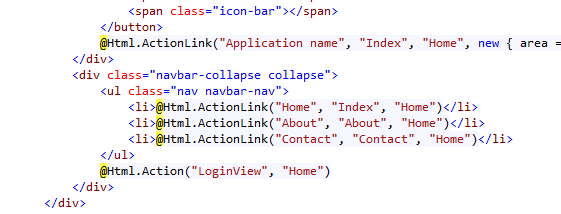 <span class="icon-bar"></span>
</button>
@Html.ActionLink("Application name", "Index", "Home", new { area =
</div>
<div class="navbar-collapse collapse">
<ul class="nav navbar-nav">
<li>@Html.ActionLink("Home", "Index", "Home")</li>
<li>@Html.ActionLink("About", "About", "Home")</li>
<li>@Html.ActionLink("Contact", "Contact", "Home")</li>
</ul>
@Html.Action("LoginView", "Home")
</div>
</div>